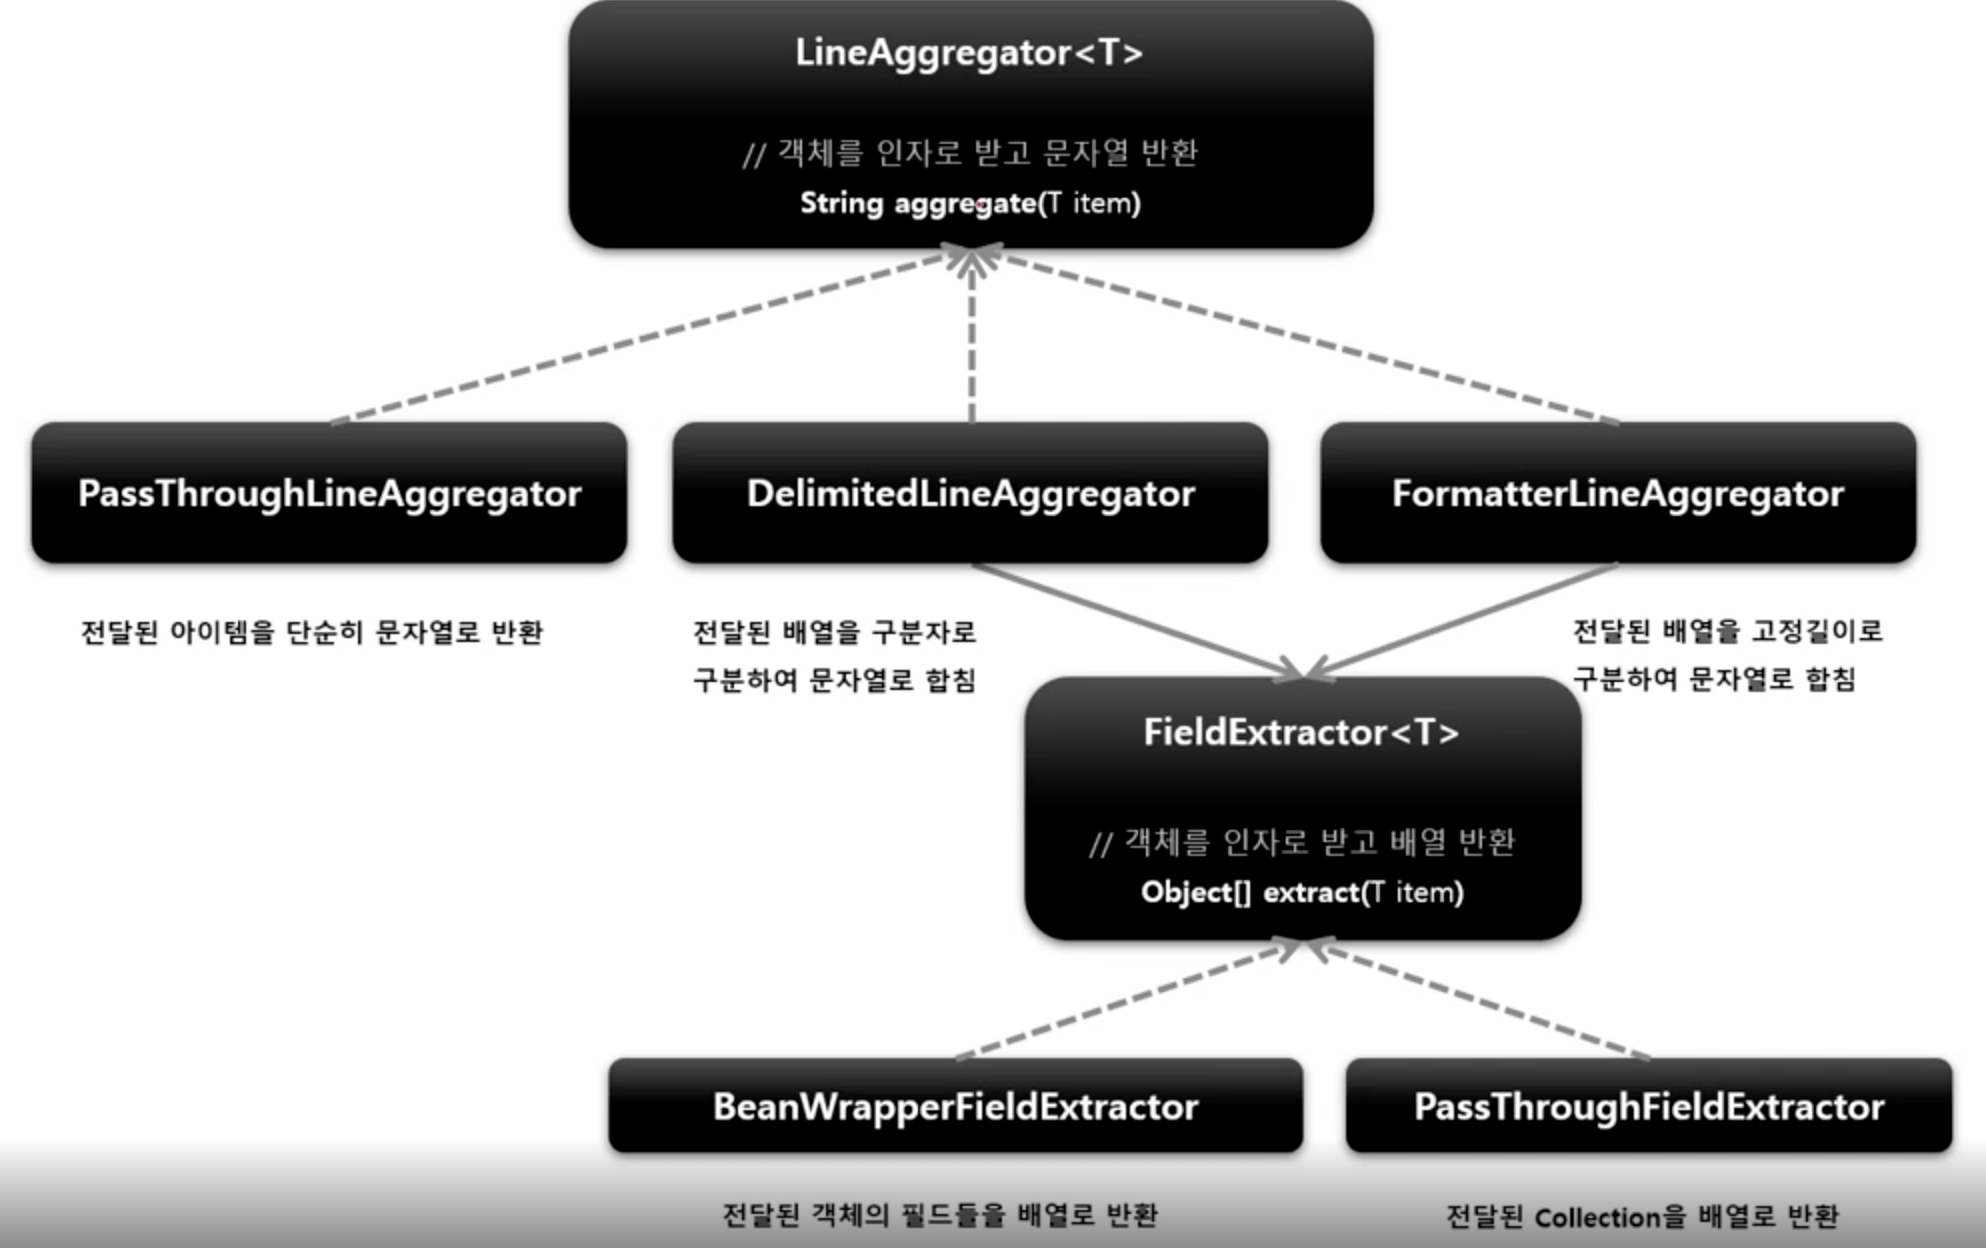 LineAggregator<T>
// 객체를 인자로 받고 문자열 반환
String aggregate(T item)
PassThroughLineAggregator
DelimitedLineAggregator
FormatterLineAggregator
전달된 아이템을 단순히 문자열로 반환
전달된 배열을 구분자로
구분하여 문자열로 합침
전달된 배열을 고정길이로
구분하여 문자열로 합침
FieldExtractor<T>
// 객체를 인자로 받고 배열 반환
Object[] extract(T item)
BeanWrapperFieldExtractor
PassThroughFieldExtractor
전달된 객체의 필드들을 배열로 반환
전달된 Collection을 배열로 반환